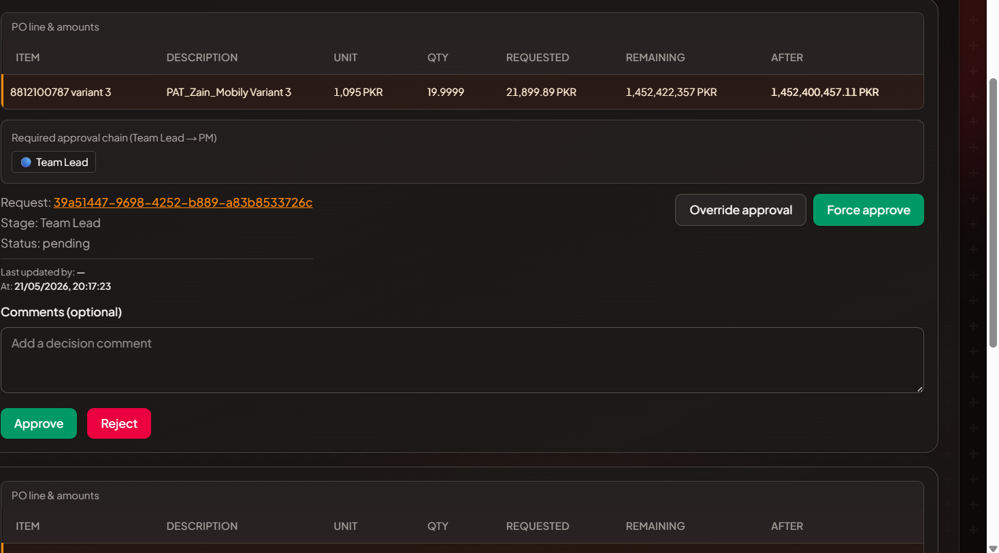 PO line & amounts
ITEM DESCRIPTION UNIT QTY REQUESTED REMAINING AFTER
8812100787 variant 3 PAT_Zain_Mobily Variant 3 1,095 PKR 19.9999 21,899.89 PKR 1,452,422,357 PKR 1,452,400,457.11 PKR
Required approval chain (Team Lead → PM)
Team Lead
Request: 39a51447-9698-4252-b889-a83b8533726c
Override approval Force approve
Stage: Team Lead
Status: pending
Last updated by: —
At: 21/05/2026, 20:17:23
Comments (optional)
Add a decision comment
Approve Reject
PO line & amounts
ITEM DESCRIPTION UNIT QTY REQUESTED REMAINING AFTER